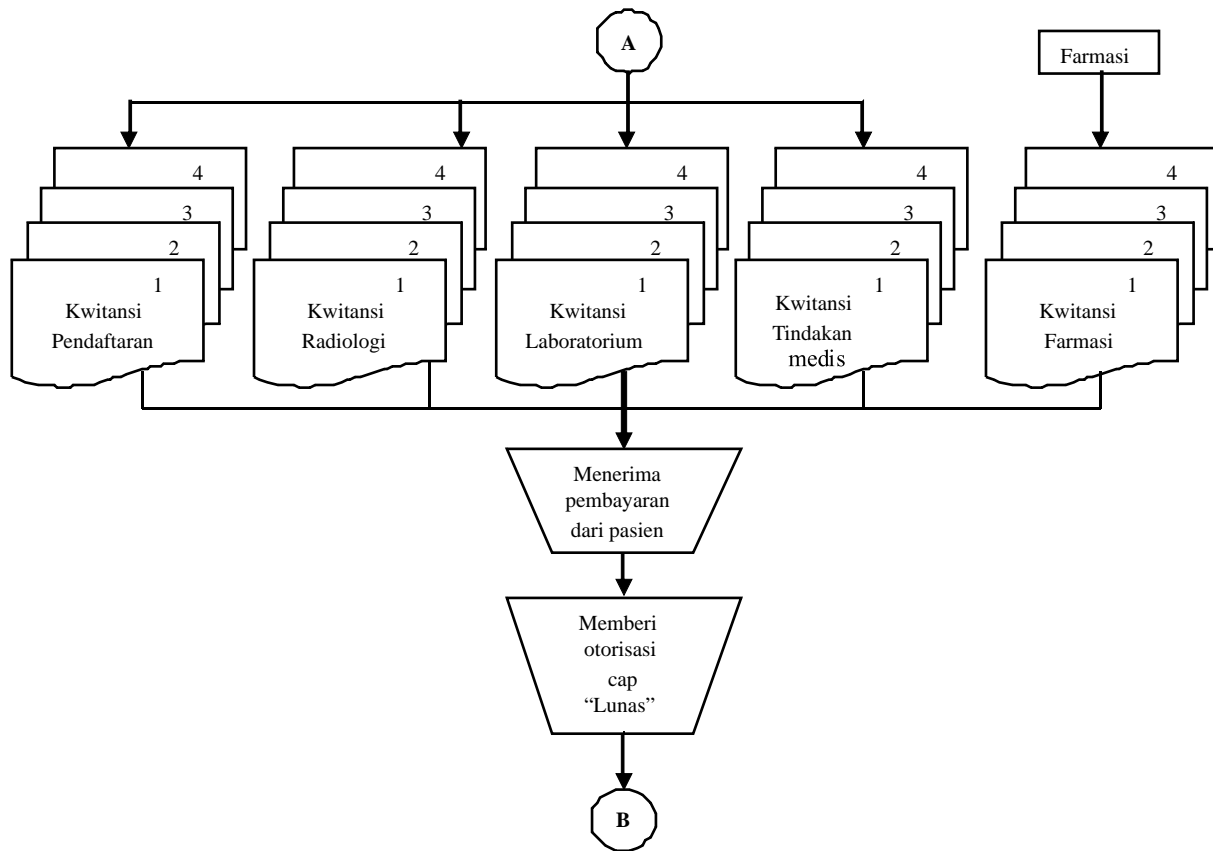 A
Farmasi
4
3
2
1
Kwitansi
Pendaftaran
4
3
2
1
Kwitansi
Radiologi
4
3
2
1
Kwitansi
Laboratorium
4
3
2
1
Kwitansi
Tindakan
medis
4
3
2
1
Kwitansi
Farmasi
Menerima
pembayaran
dari pasien
Memberi
otorisasi
cap
“Lunas”
B